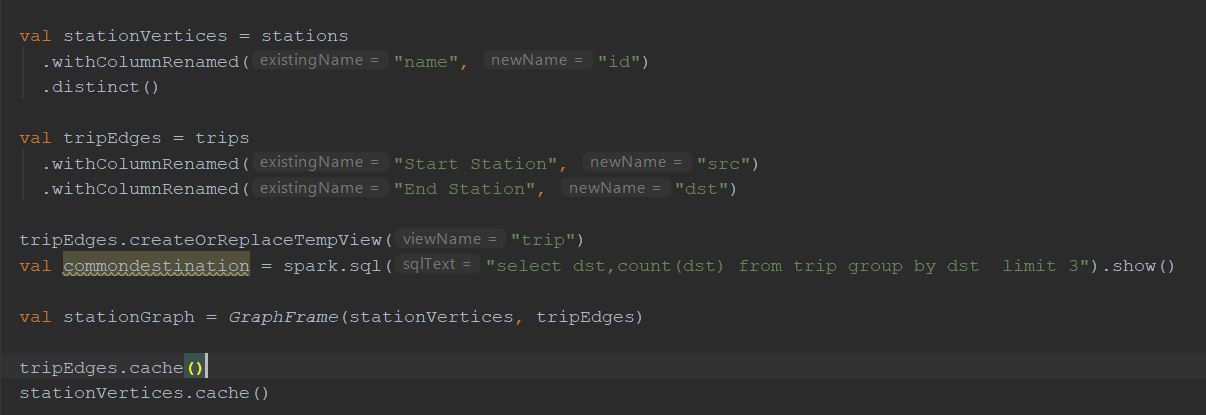 val stationVertices = stations
.withColumnRenamed( existingName = "name", newName = "id")
.distinct()
val tripEdges = trips
.withColumnRenamed( existingName = "Start Station", newName = "src")
.withColumnRenamed( existingName = "End Station", newName = "dst")
tripEdges.createOrReplaceTempView( viewName = "trip")
val commondestination = spark.sql( sqlText = "select dst,count(dst) from trip group by dst  limit 3").show()
val stationGraph = GraphFrame(stationVertices, tripEdges)
tripEdges.cache()
stationVertices.cache()